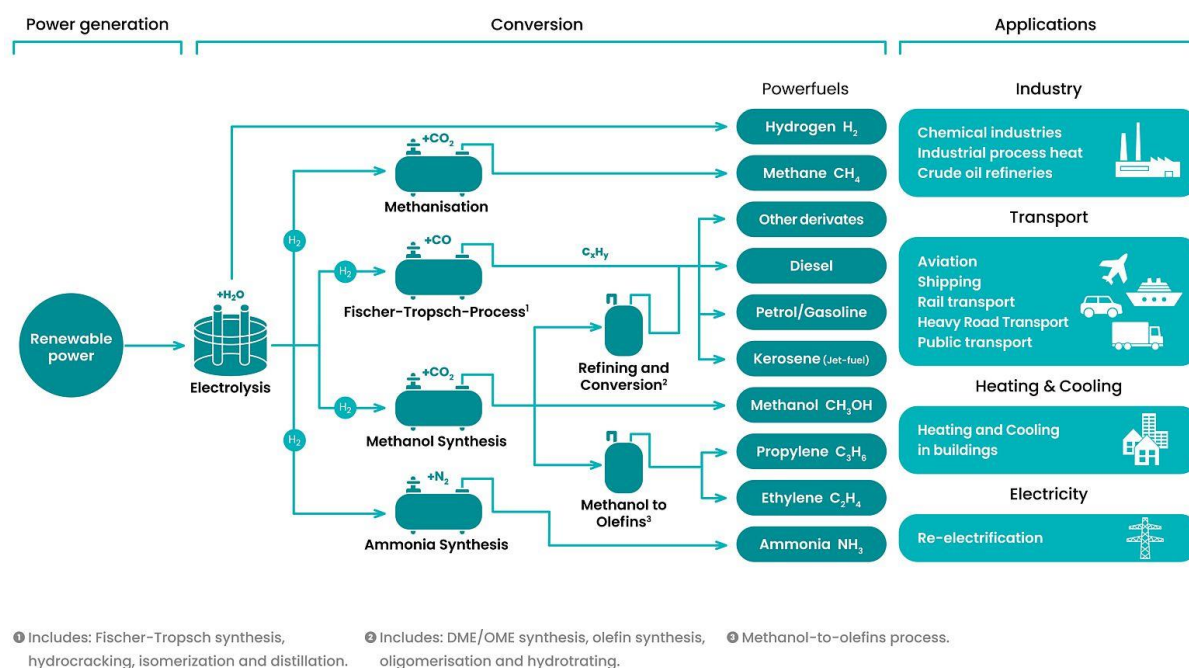 Power generation
Conversion
Applications
Powerfuels
Industry
Hydrogen H₂
Chemical industries
Industrial process heat
Crude oil refineries
+CO₂
Methane CH₄
Methanisation
Transport
Other derivates
H₂
+CO
CₓHᵧ
H₂
Diesel
Aviation
Shipping
Rail transport
Heavy Road Transport
Public transport
+H₂O
Fischer-Tropsch-Process¹
Petrol/Gasoline
Renewable
power
Electrolysis
Kerosene (Jet-fuel)
Refining and
Conversion²
+CO₂
Heating & Cooling
H₂
Methanol CH₃OH
Methanol Synthesis
H₂
Heating and Cooling
in buildings
Propylene C₃H₆
+N₂
Methanol to
Olefins³
Ethylene C₂H₄
Electricity
Ammonia Synthesis
Ammonia NH₃
Re-electrification
❶ Includes: Fischer-Tropsch synthesis,
hydrocracking, isomerization and distillation.
❷ Includes: DME/OME synthesis, olefin synthesis,
oligomerisation and hydrotrating.
❸ Methanol-to-olefins process.